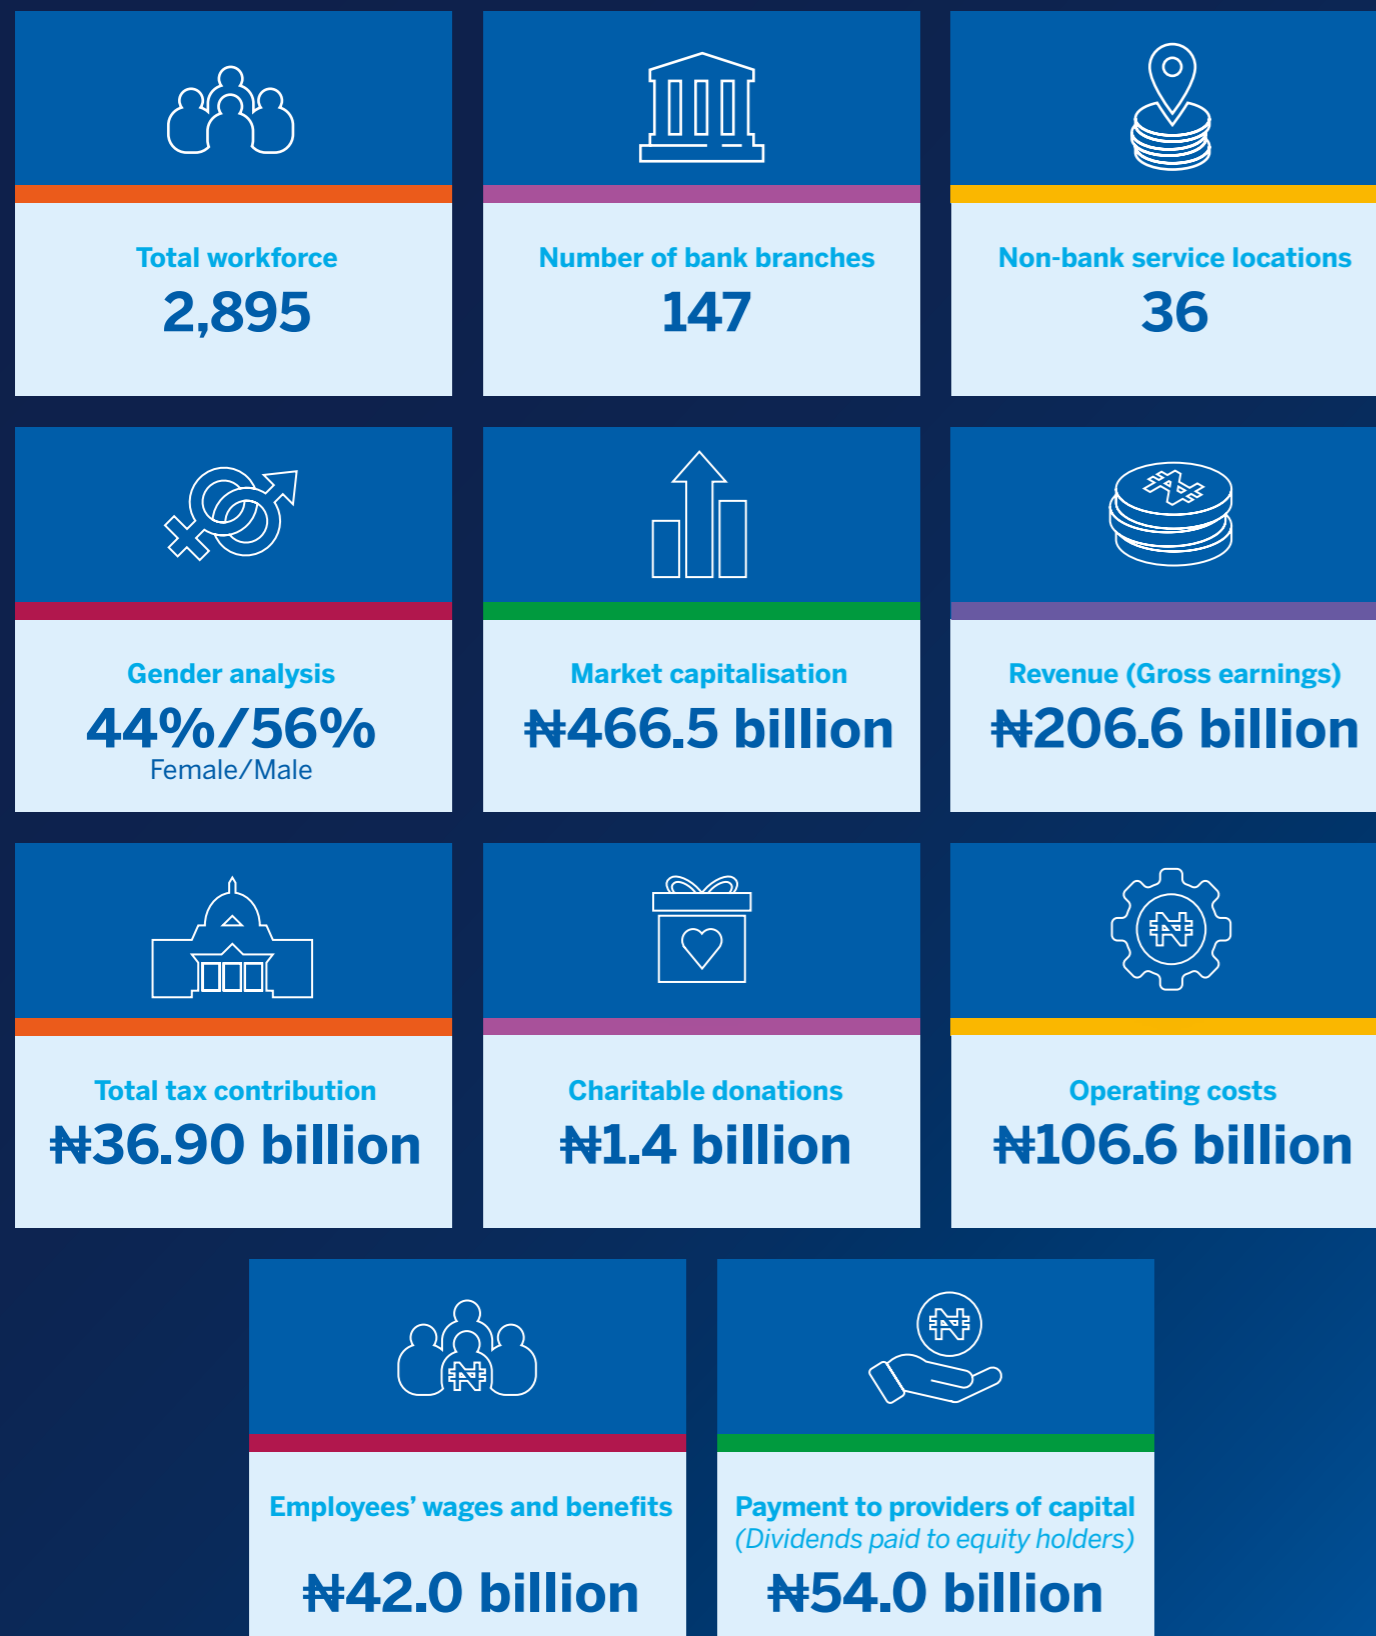 Total workforce
2,895
Number of bank branches
147
Non-bank service locations
36
Gender analysis
44%/56%
Female/Male
Market capitalisation
₦466.5 billion
Revenue (Gross earnings)
₦206.6 billion
Total tax contribution
₦36.90 billion
Charitable donations
₦1.4 billion
Operating costs
₦106.6 billion
Employees’ wages and benefits
₦42.0 billion
Payment to providers of capital
(Dividends paid to equity holders)
₦54.0 billion